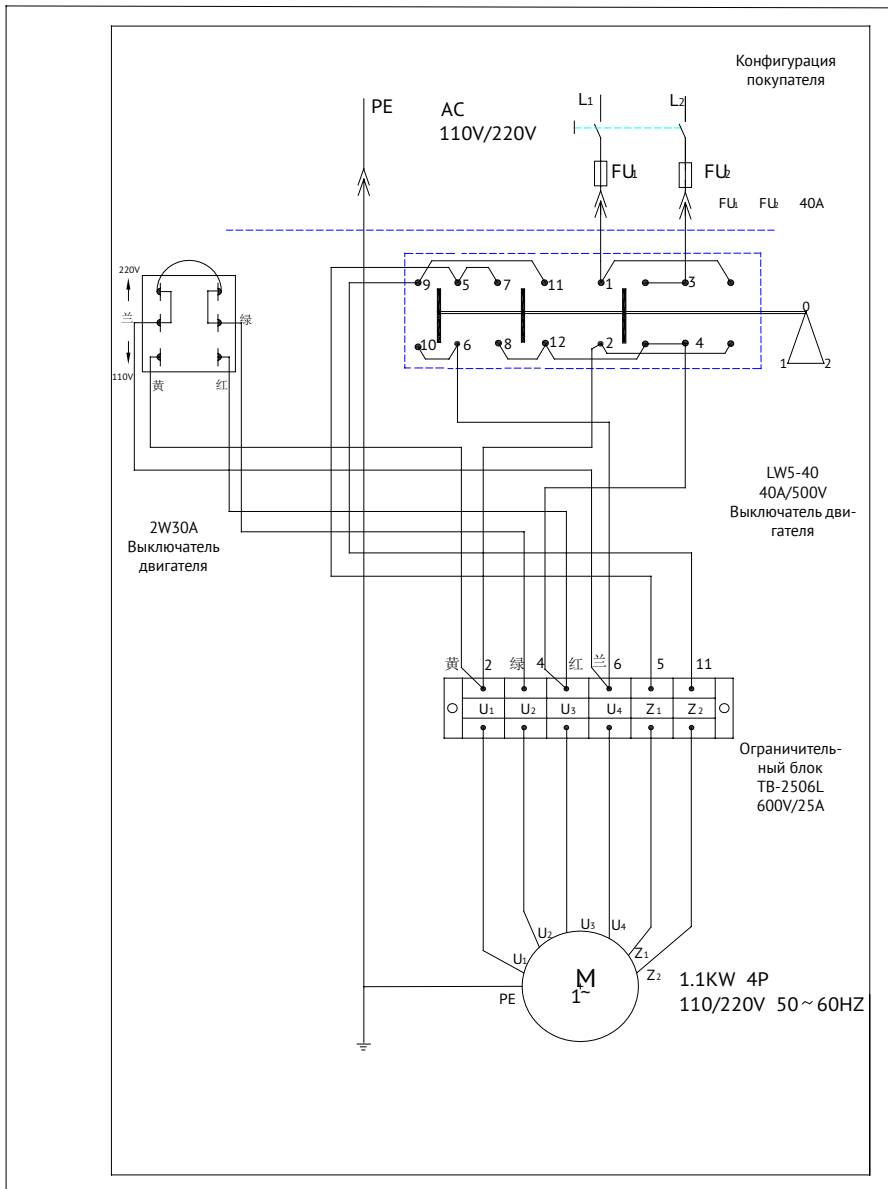 Конфигурация
покупателя
PE
AC
110V/220V
L1
L2
FU1
FU2
FU1 FU2 40A
220V
兰
绿
110V
黄
红
9 5 7 11 1 3
10 6 8 12 2 4
0
1 2
2W30A
Выключатель
двигателя
LW5-40
40A/500V
Выключатель дви-
гателя
黄 2 绿 4 红 兰 6 5 11
U1 U2 U3 U4 Z1 Z2
Ограничитель-
ный блок
TB-2506L
600V/25A
U1
U2
U3
U4
Z1
Z2
PE
M
1~
1.1KW 4P
110/220V 50~60HZ